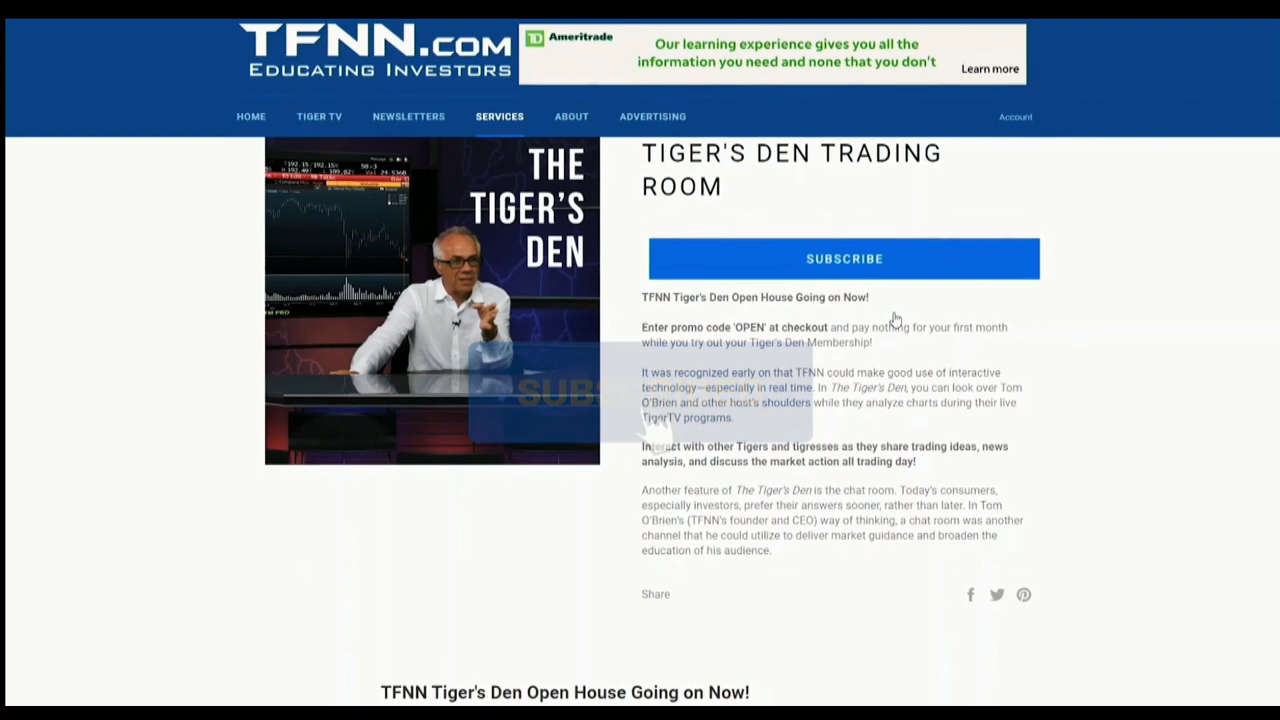 TFNN.COM
EDUCATING INVESTORS
TD Ameritrade
Our learning experience gives you all the
information you need and none that you don't
Learn more
HOME TIGER TV NEWSLETTERS SERVICES ABOUT ADVERTISING Account
THE
TIGER'S
DEN
TIGER'S DEN TRADING
ROOM
SUBSCRIBE
TFNN Tiger's Den Open House Going on Now!
Enter promo code 'OPEN' at checkout and pay nothing for your first month
while you try out your Tiger's Den Membership!
It was recognized early on that TFNN could make good use of interactive
technology—especially in real time. In The Tiger's Den, you can look over Tom
O'Brien and other host's shoulders while they analyze charts during their live
TigerTV programs.
Interact with other Tigers and tigresses as they share trading ideas, news
analysis, and discuss the market action all trading day!
Another feature of The Tiger's Den is the chat room. Today's consumers,
especially investors, prefer their answers sooner, rather than later. In Tom
O'Brien's (TFNN's founder and CEO) way of thinking, a chat room was another
channel that he could utilize to deliver market guidance and broaden the
education of his audience.
Share
TFNN Tiger's Den Open House Going on Now!